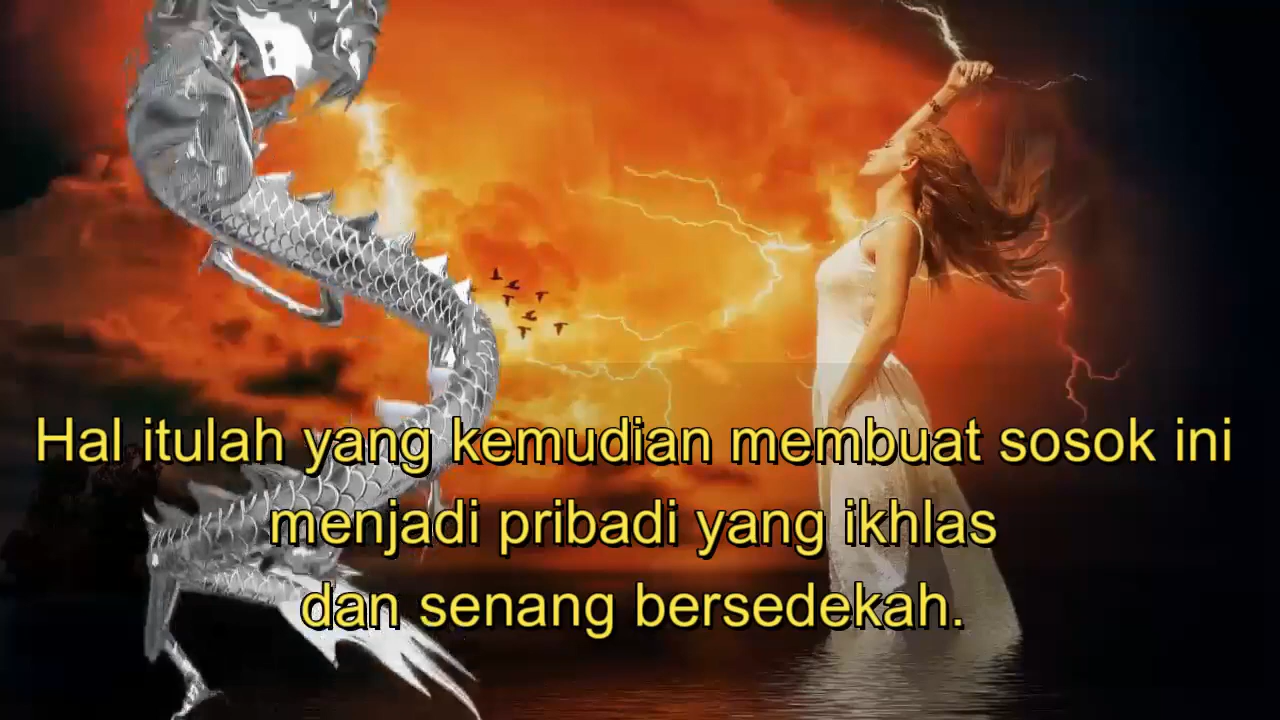 Hal itulah yang kemudian membuat sosok ini
menjadi pribadi yang ikhlas
dan senang bersedekah.